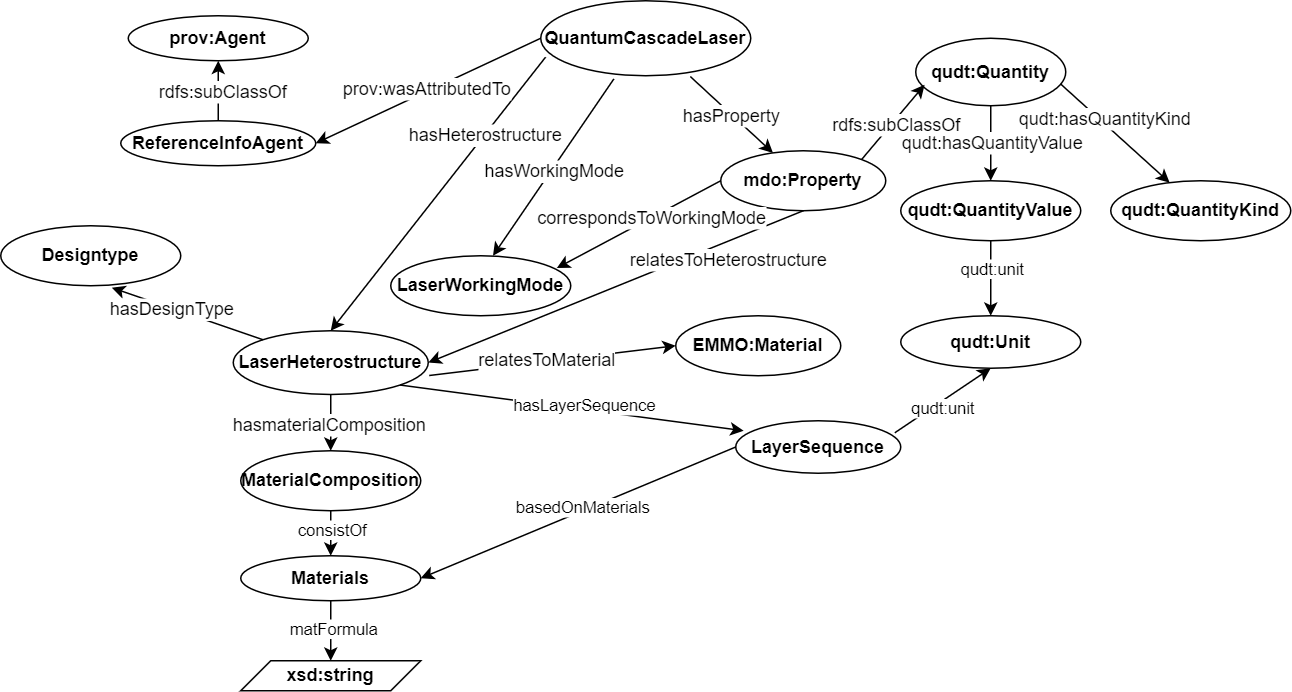 prov:Agent
QuantumCascadeLaser
qudt:Quantity
rdfs:subClassOf
prov:wasAttributedTo
hasProperty
rdfs:subClassOf
qudt:hasQuantityKind
ReferenceInfoAgent
hasHeterostructure
qudt:hasQuantityValue
hasWorkingMode
mdo:Property
qudt:QuantityValue
qudt:QuantityKind
correspondsToWorkingMode
Designtype
relatesToHeterostructure
qudt:unit
LaserWorkingMode
hasDesignType
qudt:Unit
EMMO:Material
LaserHeterostructure
relatesToMaterial
hasLayerSequence
qudt:unit
hasmaterialComposition
LayerSequence
MaterialComposition
basedOnMaterials
consistOf
Materials
matFormula
xsd:string